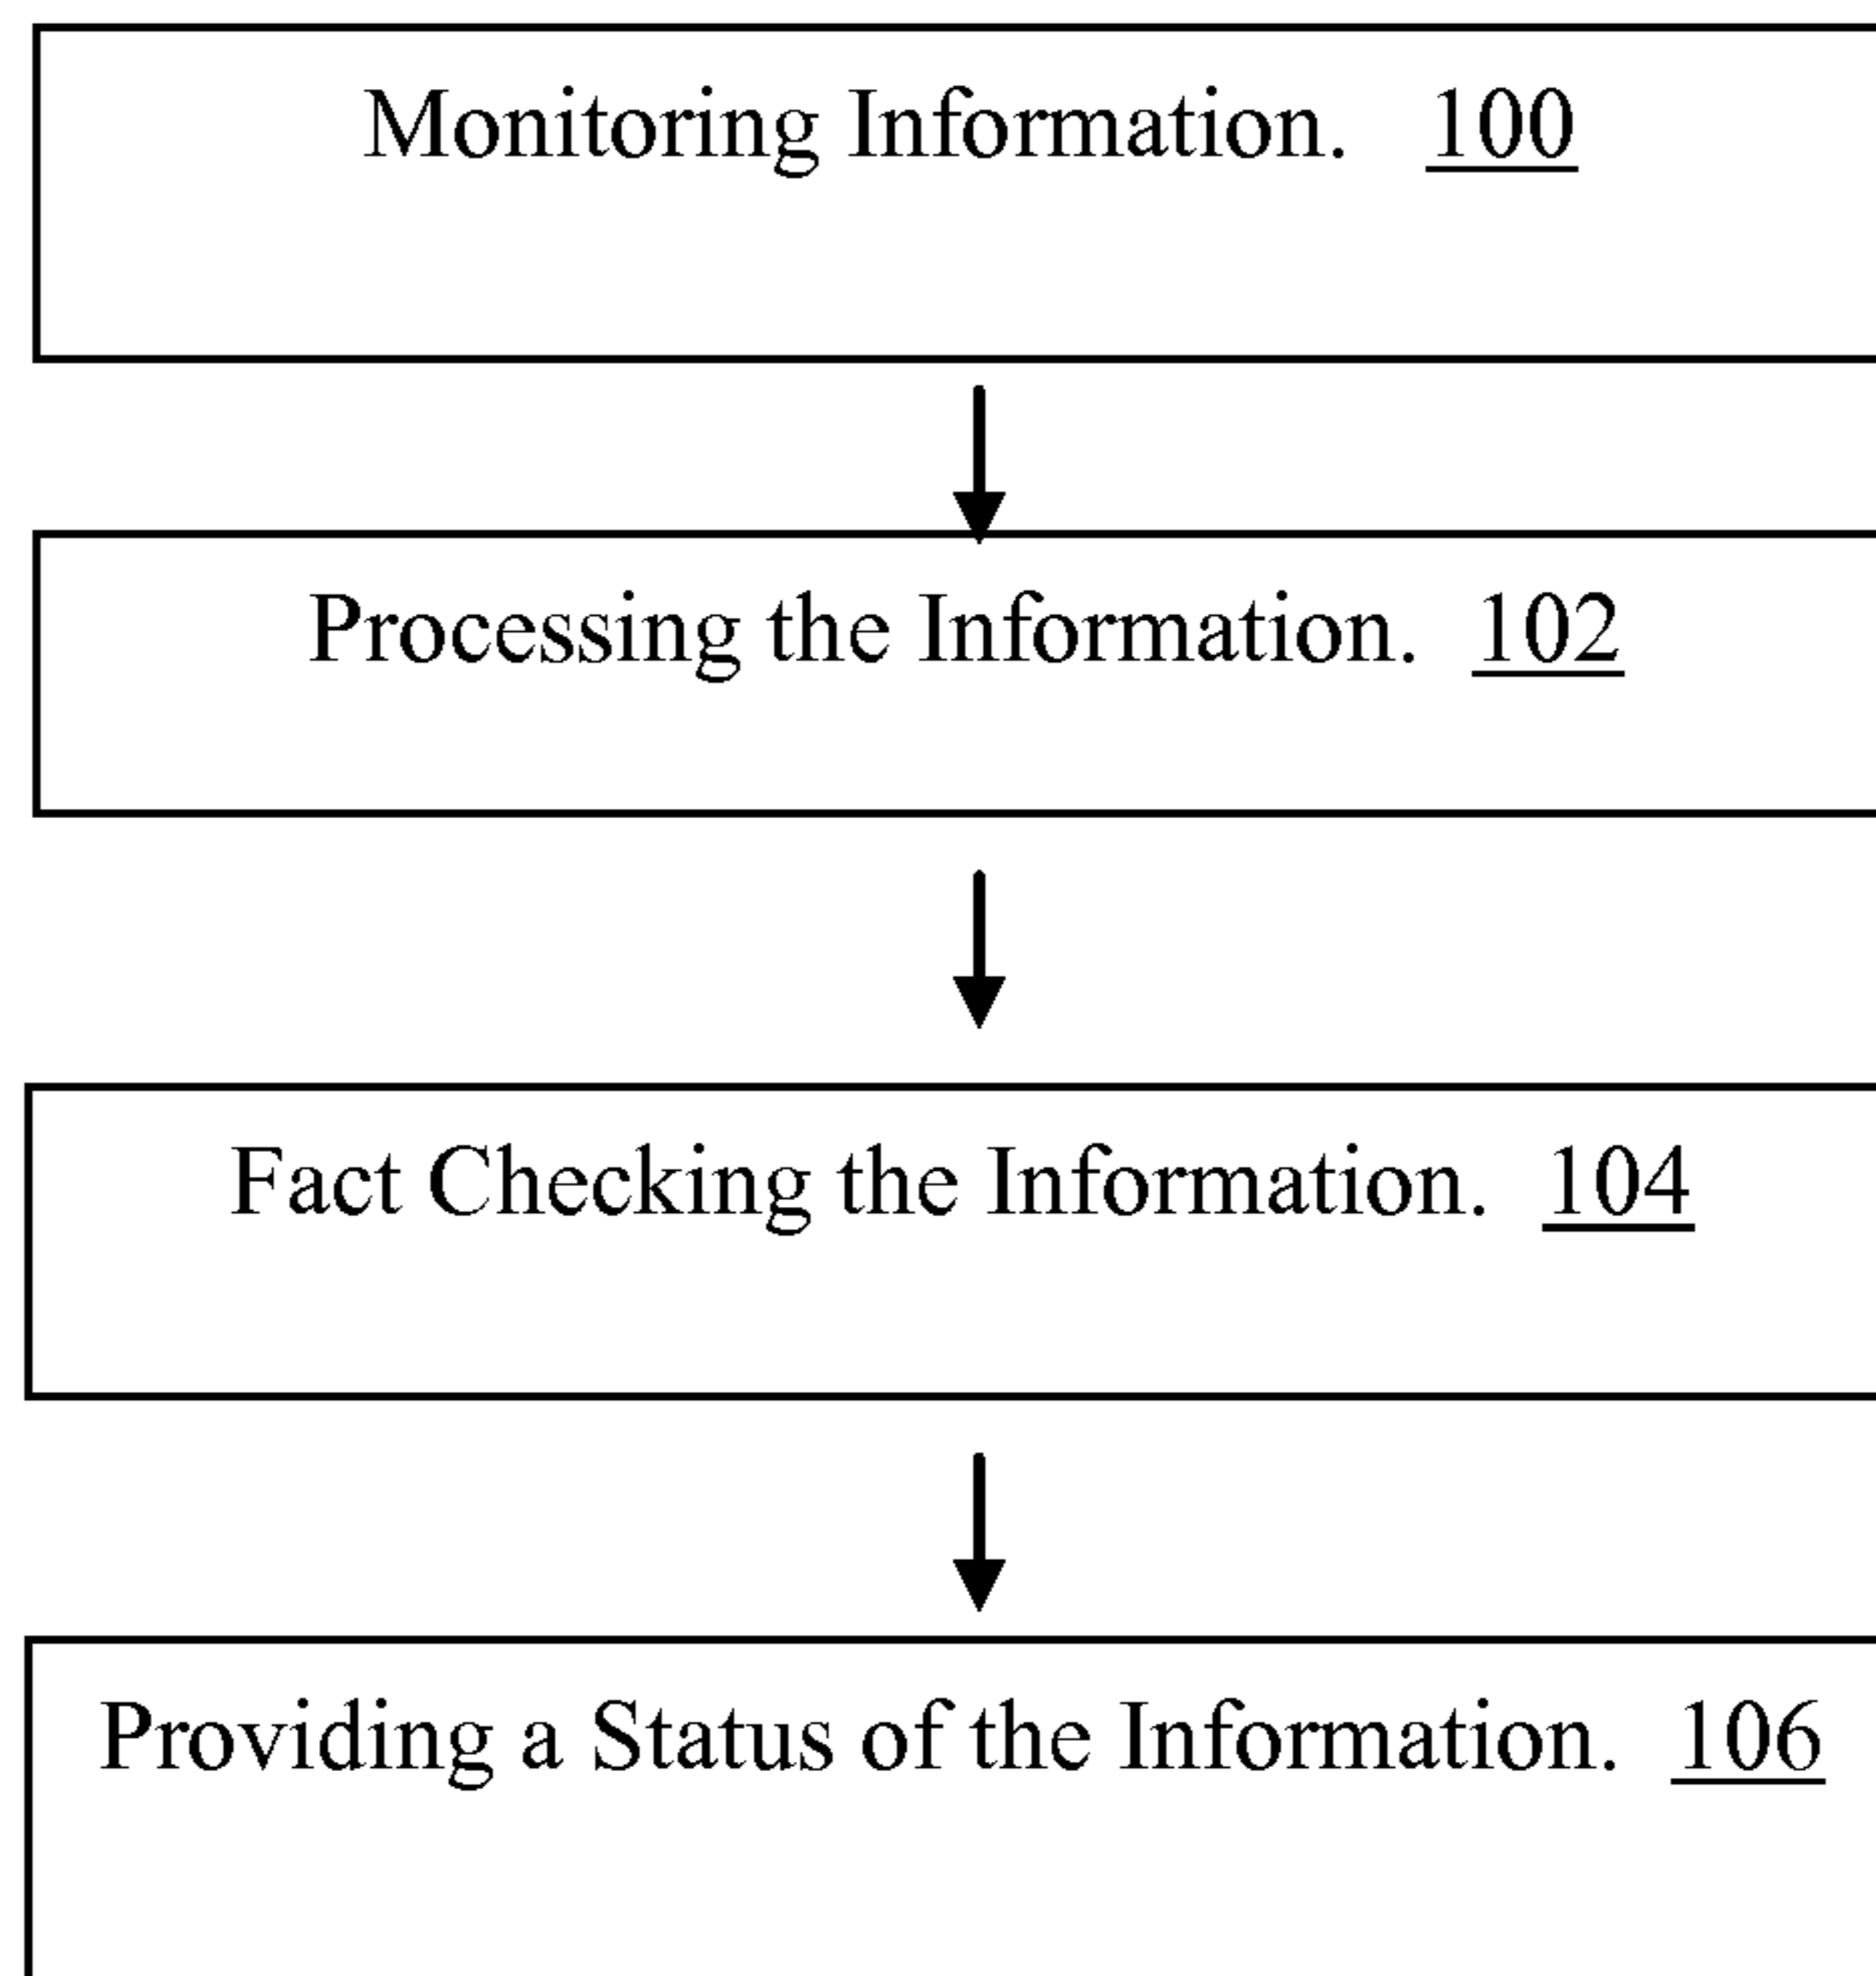 Monitoring Information. 100
Processing the Information. 102
Fact Checking the Information. 104
Providing a Status of the Information. 106